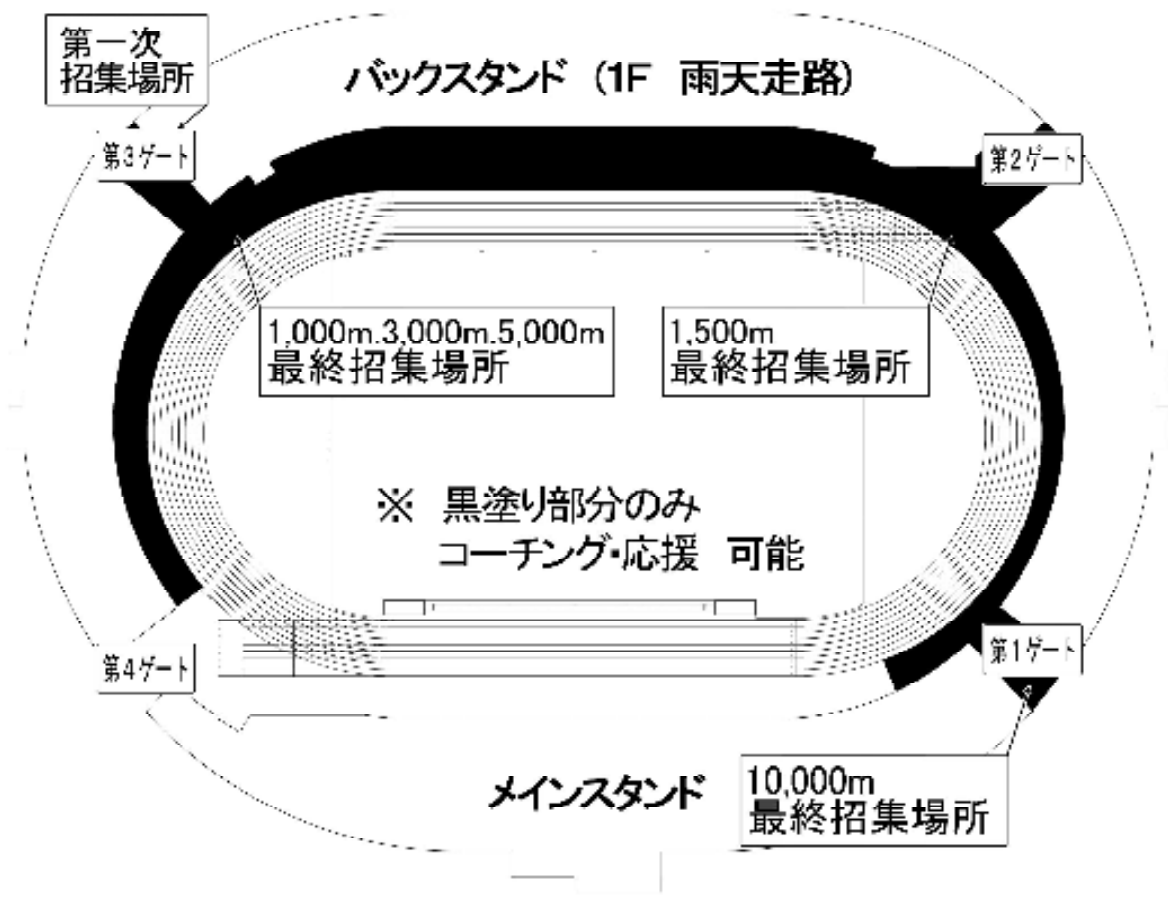 第一次
招集場所
バックスタンド (1F 雨天走路)
第3ゲート
第2ゲート
1,000m.3,000m.5,000m
最終招集場所
1,500m
最終招集場所
※ 黒塗り部分のみ
コーチング・応援 可能
第4ゲート
第1ゲート
メインスタンド
10,000m
最終招集場所